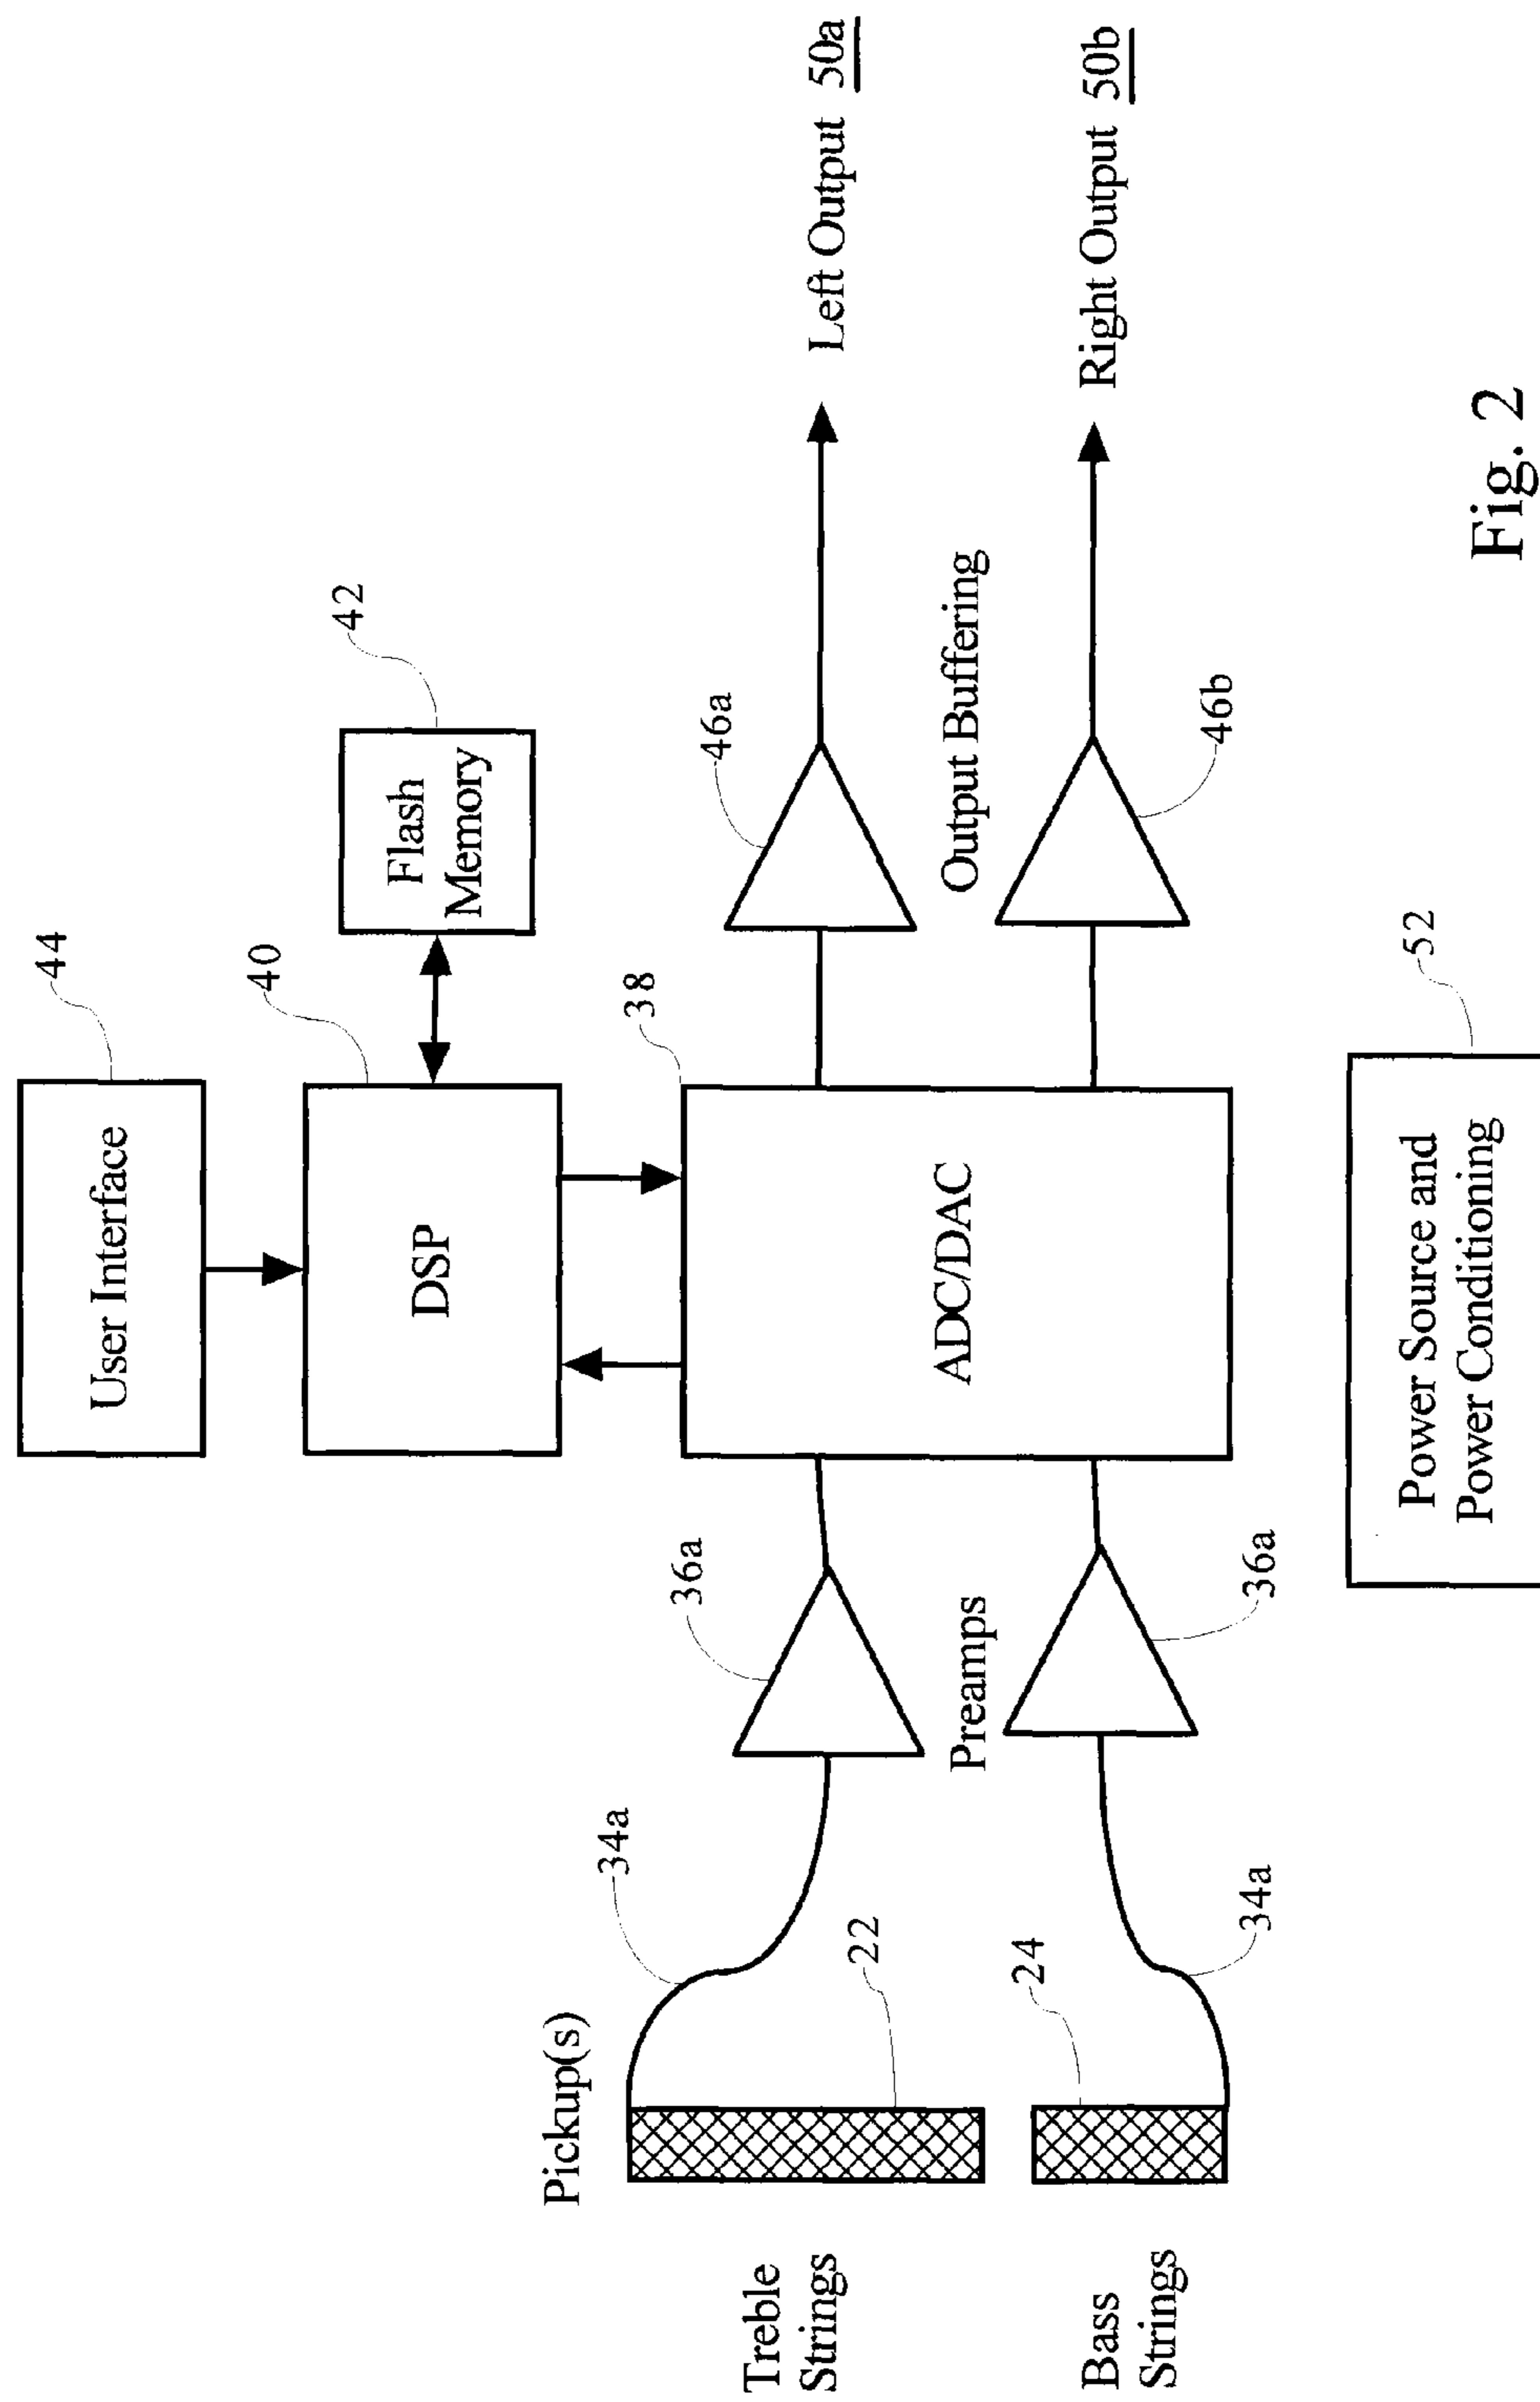 User Interface
44
40
42
DSP
Flash
Memory
38
Pickup(s)
34a
36a
46a
Left Output 50a
Treble
Strings
22
Preamps
ADC/DAC
Output Buffering
24
Bass
Strings
34a
36a
46b
Right Output 50b
52
Power Source and
Power Conditioning
Fig. 2